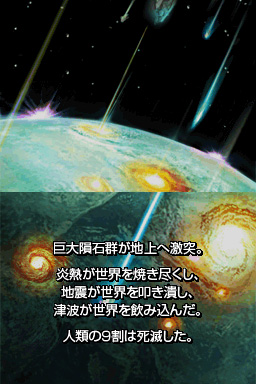 巨大隕石群が地上へ激突。
炎熱が世界を焼き尽くし、
地震が世界を叩き潰し、
津波が世界を飲み込んだ。
人類の9割は死滅した。